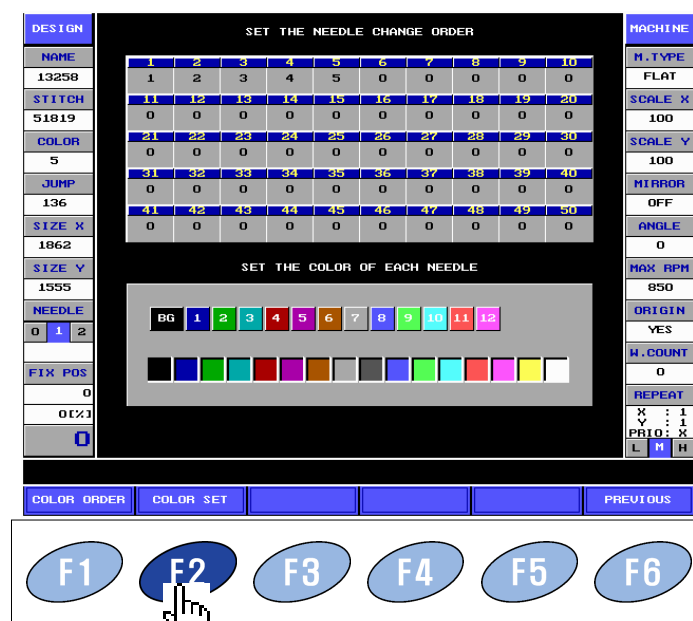 DESIGN
NAME
13258
STITCH
51819
COLOR
5
JUMP
136
SIZE X
1862
SIZE Y
1555
NEEDLE
0 1 2
FIX POS
0
0[%]
0
SET THE NEEDLE CHANGE ORDER
1 2 3 4 5 6 7 8 9 10
1 2 3 4 5 0 0 0 0 0
11 12 13 14 15 16 17 18 19 20
0 0 0 0 0 0 0 0 0 0
21 22 23 24 25 26 27 28 29 30
0 0 0 0 0 0 0 0 0 0
31 32 33 34 35 36 37 38 39 40
0 0 0 0 0 0 0 0 0 0
41 42 43 44 45 46 47 48 49 50
0 0 0 0 0 0 0 0 0 0
SET THE COLOR OF EACH NEEDLE
BG 1 2 3 4 5 6 7 8 9 10 11 12
MACHINE
M.TYPE
FLAT
SCALE X
100
SCALE Y
100
MIRROR
OFF
ANGLE
0
MAX RPM
850
ORIGIN
YES
W.COUNT
0
REPEAT
X : 1
Y : 1
PRIO: X
L M H
COLOR ORDER COLOR SET PREVIOUS
F1 F2 F3 F4 F5 F6